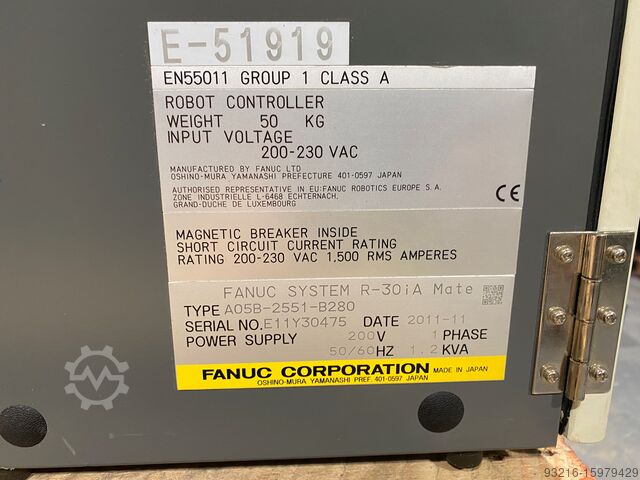 E-51919
EN55011 GROUP 1 CLASS A
ROBOT CONTROLLER
WEIGHT 50 KG
INPUT VOLTAGE
200-230 VAC
MANUFACTURED BY FANUC LTD
OSHINO-MURA YAMANASHI PREFECTURE 401-0597 JAPAN
AUTHORISED REPRESENTATIVE IN EU:FANUC ROBOTICS EUROPE S.A.
ZONE INDUSTRIELLE L-6468 ECHTERNACH,
GRAND-DUCHE DE LUXEMBOURG
CE
MAGNETIC BREAKER INSIDE
SHORT CIRCUIT CURRENT RATING
RATING 200-230 VAC 1,500 RMS AMPERES
FANUC SYSTEM R-30iA Mate
TYPE A05B-2551-B280
SERIAL NO. E11Y30475 DATE 2011-11
POWER SUPPLY 200V 1 PHASE
50/60HZ 1.2 KVA
FANUC CORPORATION MADE IN JAPAN
OSHINO-MURA YAMANASHI PREF. 401-0597 JAPAN
93216-15979429